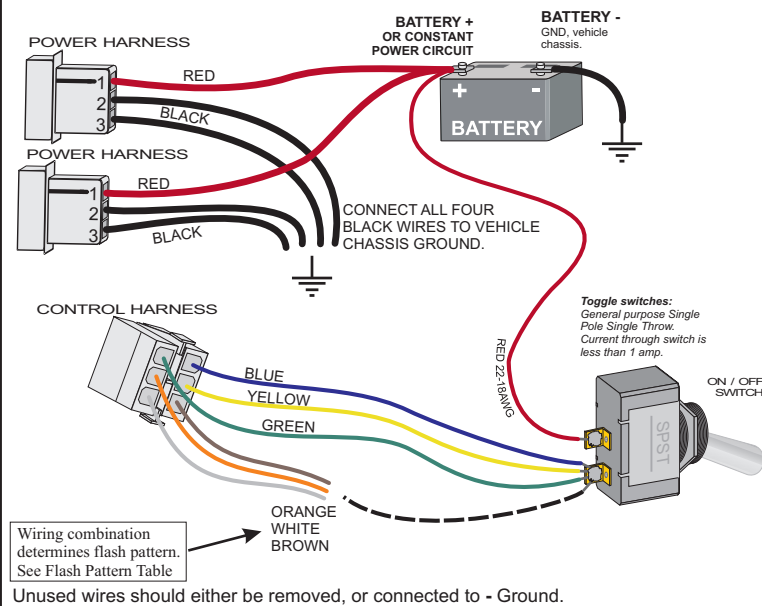 BATTERY +
OR CONSTANT
POWER CIRCUIT
BATTERY -
GND, vehicle
chassis.
POWER HARNESS
RED
1
2
3
BLACK
+
-
BATTERY
POWER HARNESS
RED
1
2
3
BLACK
CONNECT ALL FOUR
BLACK WIRES TO VEHICLE
CHASSIS GROUND.
CONTROL HARNESS
BLUE
YELLOW
GREEN
RED 22-18AWG
Toggle switches:
General purpose Single
Pole Single Throw.
Current through switch is
less than 1 amp.
ON / OFF
SWITCH
SPST
ORANGE
WHITE
BROWN
Wiring combination
determines flash pattern.
See Flash Pattern Table
Unused wires should either be removed, or connected to - Ground.